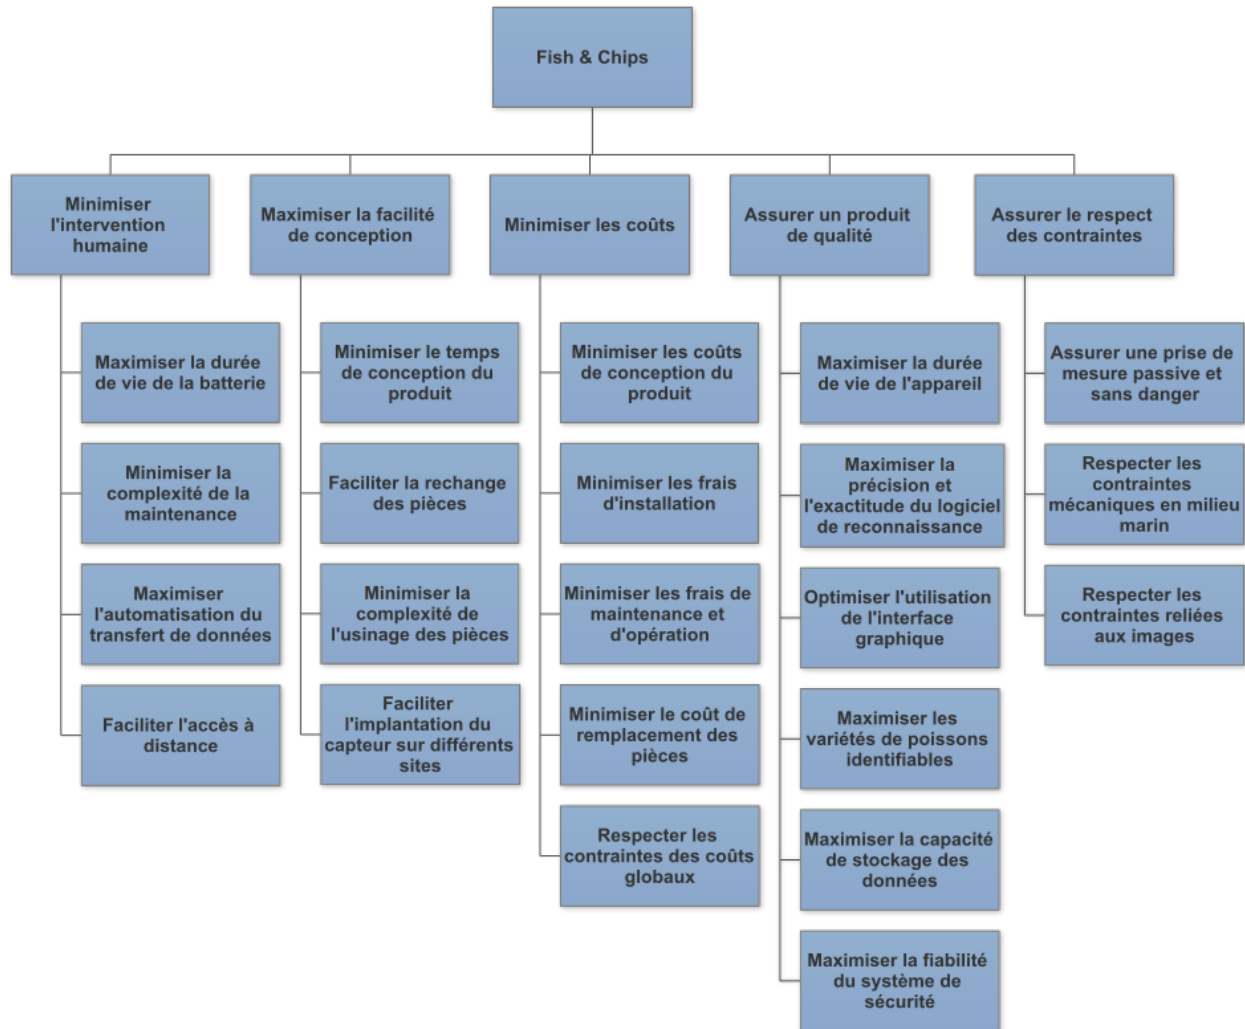 Fish & Chips
Minimiser
l'intervention
humaine
Maximiser la durée
de vie de la batterie
Minimiser la
complexité de la
maintenance
Maximiser
l'automatisation du
transfert de données
Faciliter l'accès à
distance
Maximiser la facilité
de conception
Minimiser le temps
de conception du
produit
Faciliter la rechange
des pièces
Minimiser la
complexité de
l'usinage des pièces
Faciliter
l'implantation du
capteur sur différents
sites
Minimiser les coûts
Minimiser les coûts
de conception du
produit
Minimiser les frais
d'installation
Minimiser les frais de
maintenance et
d'opération
Minimiser le coût de
remplacement des
pièces
Respecter les
contraintes des coûts
globaux
Assurer un produit
de qualité
Maximiser la durée
de vie de l'appareil
Maximiser la
précision et
l'exactitude du logiciel
de reconnaissance
Optimiser l'utilisation
de l'interface
graphique
Maximiser les
variétés de poissons
identifiables
Maximiser la capacité
de stockage des
données
Maximiser la fiabilité
du système de
sécurité
Assurer le respect
des contraintes
Assurer une prise de
mesure passive et
sans danger
Respecter les
contraintes
mécaniques en milieu
marin
Respecter les
contraintes reliées
aux images